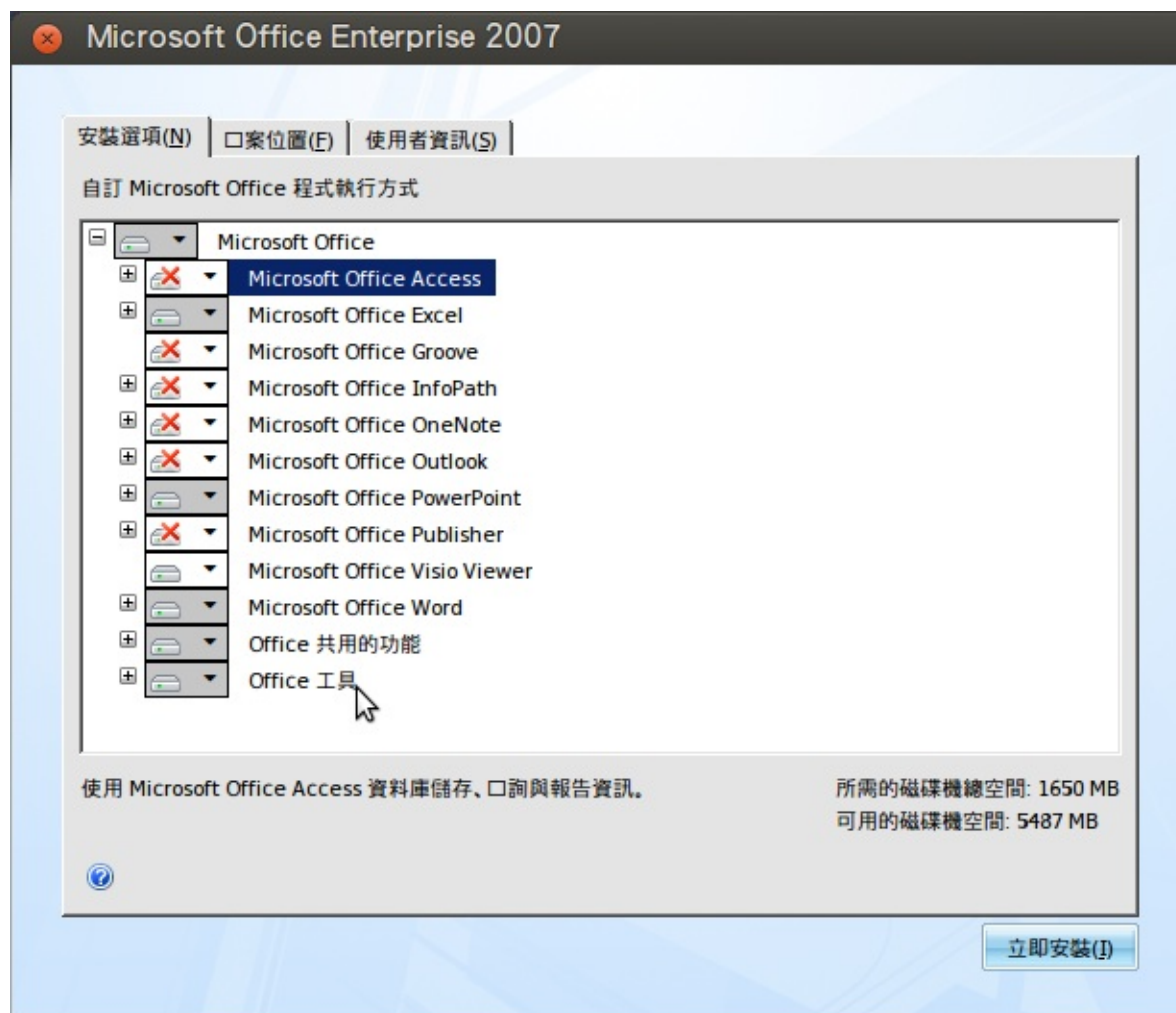 Microsoft Office Enterprise 2007
安裝選項(N) 口案位置(F) 使用者資訊(S)
自訂 Microsoft Office 程式執行方式
Microsoft Office
Microsoft Office Access
Microsoft Office Excel
Microsoft Office Groove
Microsoft Office InfoPath
Microsoft Office OneNote
Microsoft Office Outlook
Microsoft Office PowerPoint
Microsoft Office Publisher
Microsoft Office Visio Viewer
Microsoft Office Word
Office 共用的功能
Office 工具
使用 Microsoft Office Access 資料庫儲存、口詢與報告資訊。
所需的磁碟機總空間: 1650 MB
可用的磁碟機空間: 5487 MB
立即安裝(I)